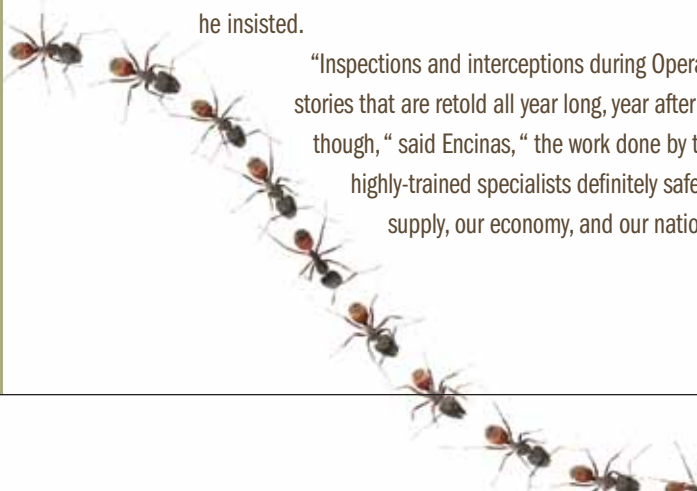 he insisted.
“Inspections and interceptions during Opera
stories that are retold all year long, year after
though, “ said Encinas, “ the work done by t
highly-trained specialists definitely safe
supply, our economy, and our natio